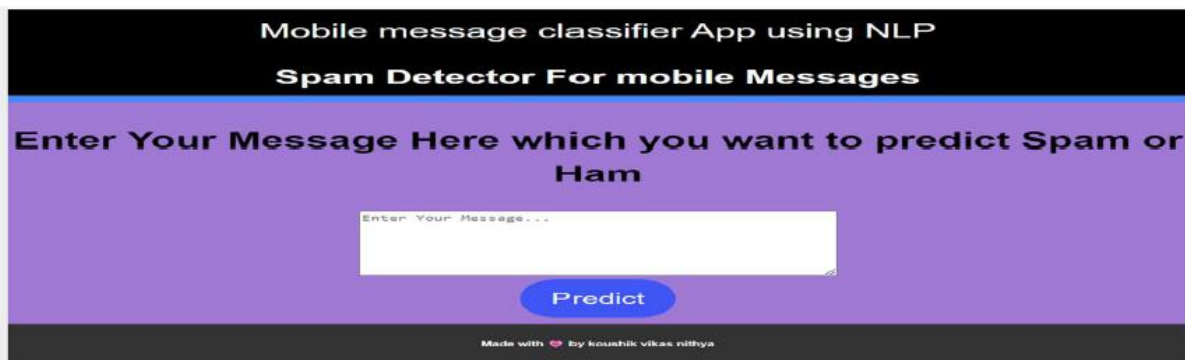 Mobile message classifier App using NLP
Spam Detector For mobile Messages
Enter Your Message Here which you want to predict Spam or
Ham
Enter Your Message...
Predict
Made with 💖 by koushik vikas nithya